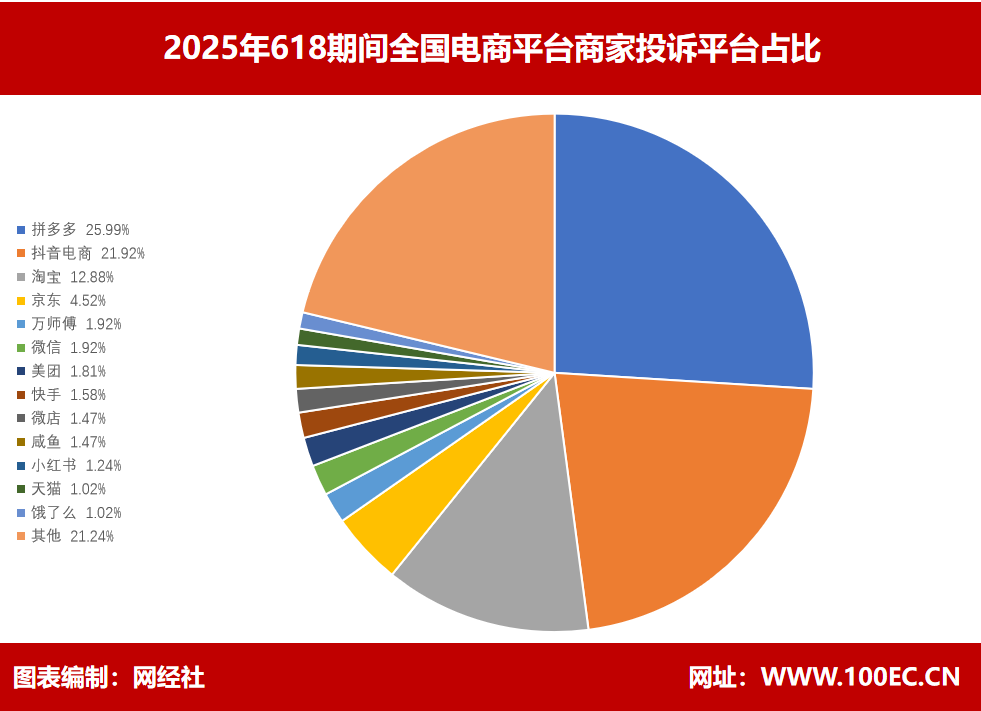 2025年618期间全国电商平台商家投诉平台占比
拼多多 25.99%
抖音电商 21.92%
淘宝 12.88%
京东 4.52%
万师傅 1.92%
微信 1.92%
美团 1.81%
快手 1.58%
微店 1.47%
咸鱼 1.47%
小红书 1.24%
天猫 1.02%
饿了么 1.02%
其他 21.24%
图表编制：网经社
网址：WWW.100EC.CN